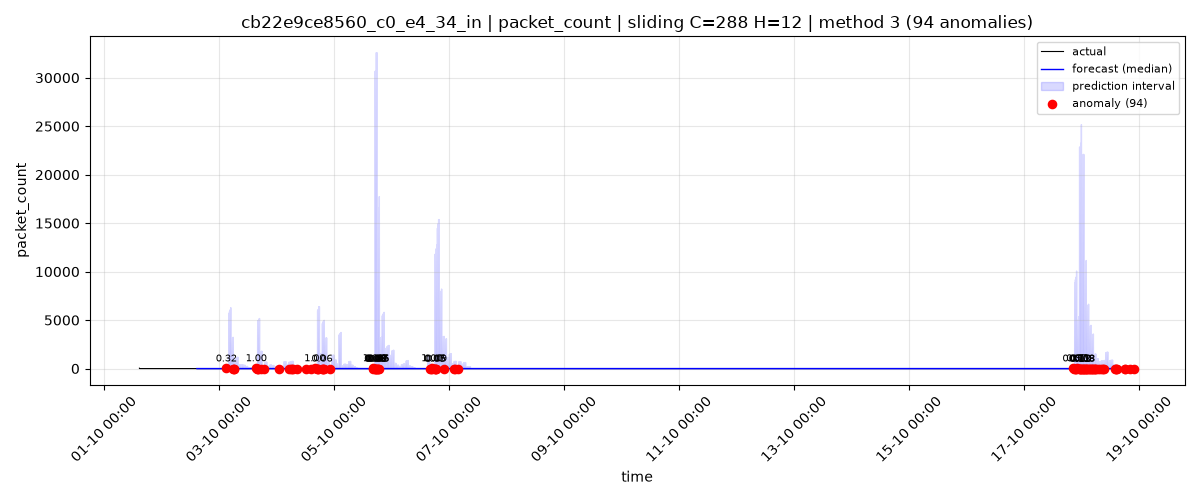 cb22e9ce8560_c0_e4_34_in | packet_count | sliding C=288 H=12 | method 3 (94 anomalies)
actual
forecast (median)
prediction interval
anomaly (94)
packet_count
30000
25000
20000
15000
10000
5000
0
0.32
1.00
01-10 00:00
03-10 00:00
05-10 00:00
07-10 00:00
09-10 00:00
11-10 00:00
13-10 00:00
15-10 00:00
17-10 00:00
19-10 00:00
time